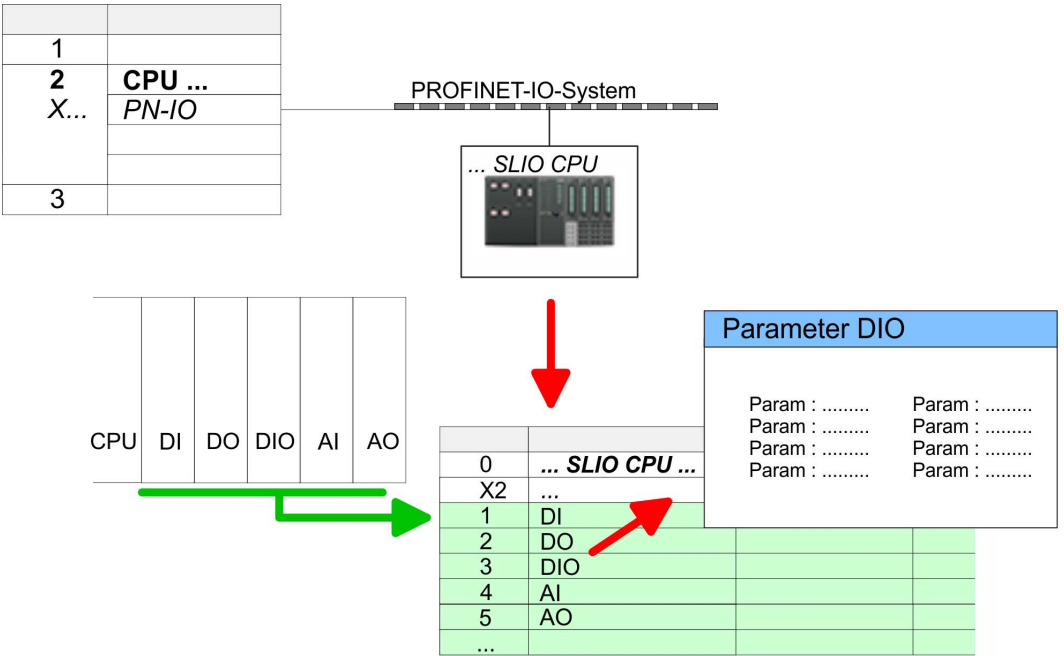 1
2 CPU ...
X... PN-IO
3
PROFINET-IO-System
... SLIO CPU
CPU DI DO DIO AI AO
Parameter DIO
Param : ......... Param : .........
Param : ......... Param : .........
Param : ......... Param : .........
Param : ......... Param : .........
0 ... SLIO CPU ...
X2 ...
1 DI
2 DO
3 DIO
4 AI
5 AO
...